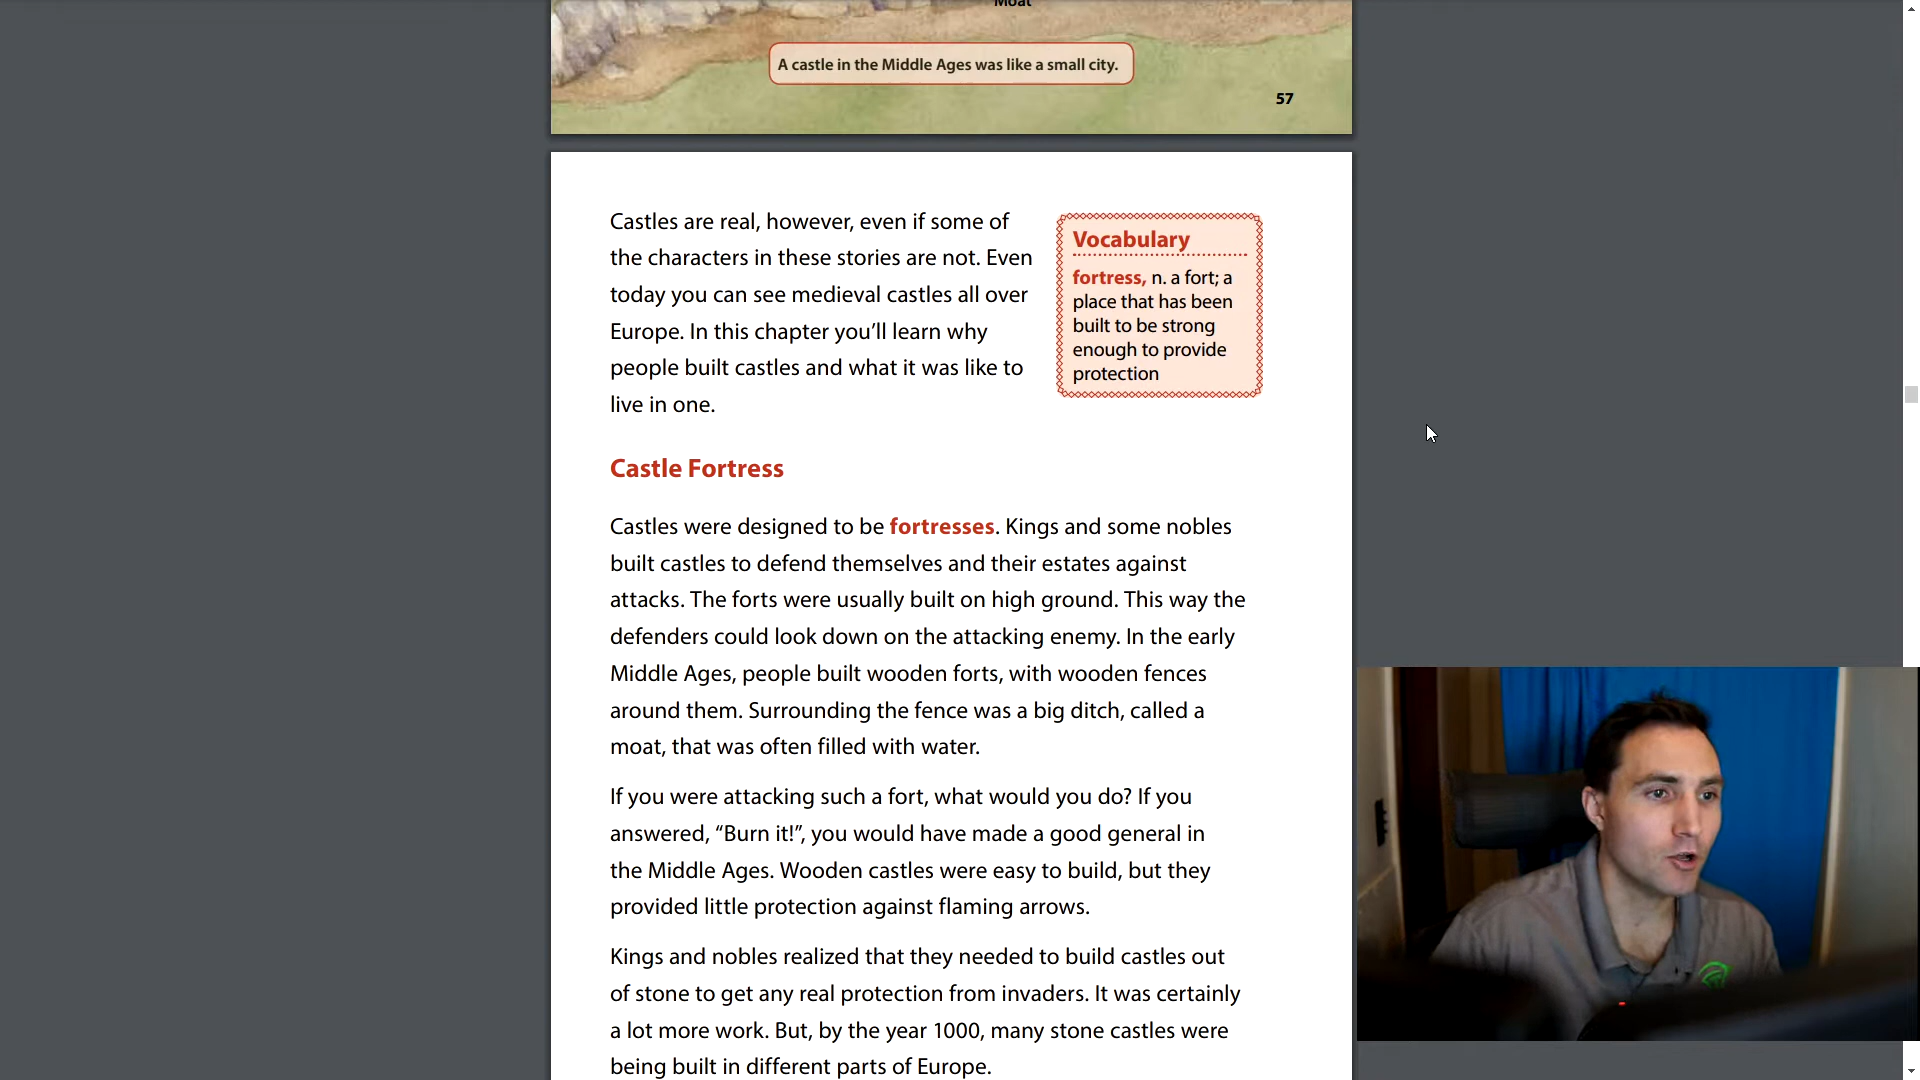 Moat
A castle in the Middle Ages was like a small city.
57
Castles are real, however, even if some of
the characters in these stories are not. Even
today you can see medieval castles all over
Europe. In this chapter you’ll learn why
people built castles and what it was like to
live in one.
Vocabulary
fortress, n. a fort; a
place that has been
built to be strong
enough to provide
protection
Castle Fortress
Castles were designed to be fortresses. Kings and some nobles
built castles to defend themselves and their estates against
attacks. The forts were usually built on high ground. This way the
defenders could look down on the attacking enemy. In the early
Middle Ages, people built wooden forts, with wooden fences
around them. Surrounding the fence was a big ditch, called a
moat, that was often filled with water.
If you were attacking such a fort, what would you do? If you
answered, “Burn it!”, you would have made a good general in
the Middle Ages. Wooden castles were easy to build, but they
provided little protection against flaming arrows.
Kings and nobles realized that they needed to build castles out
of stone to get any real protection from invaders. It was certainly
a lot more work. But, by the year 1000, many stone castles were
being built in different parts of Europe.